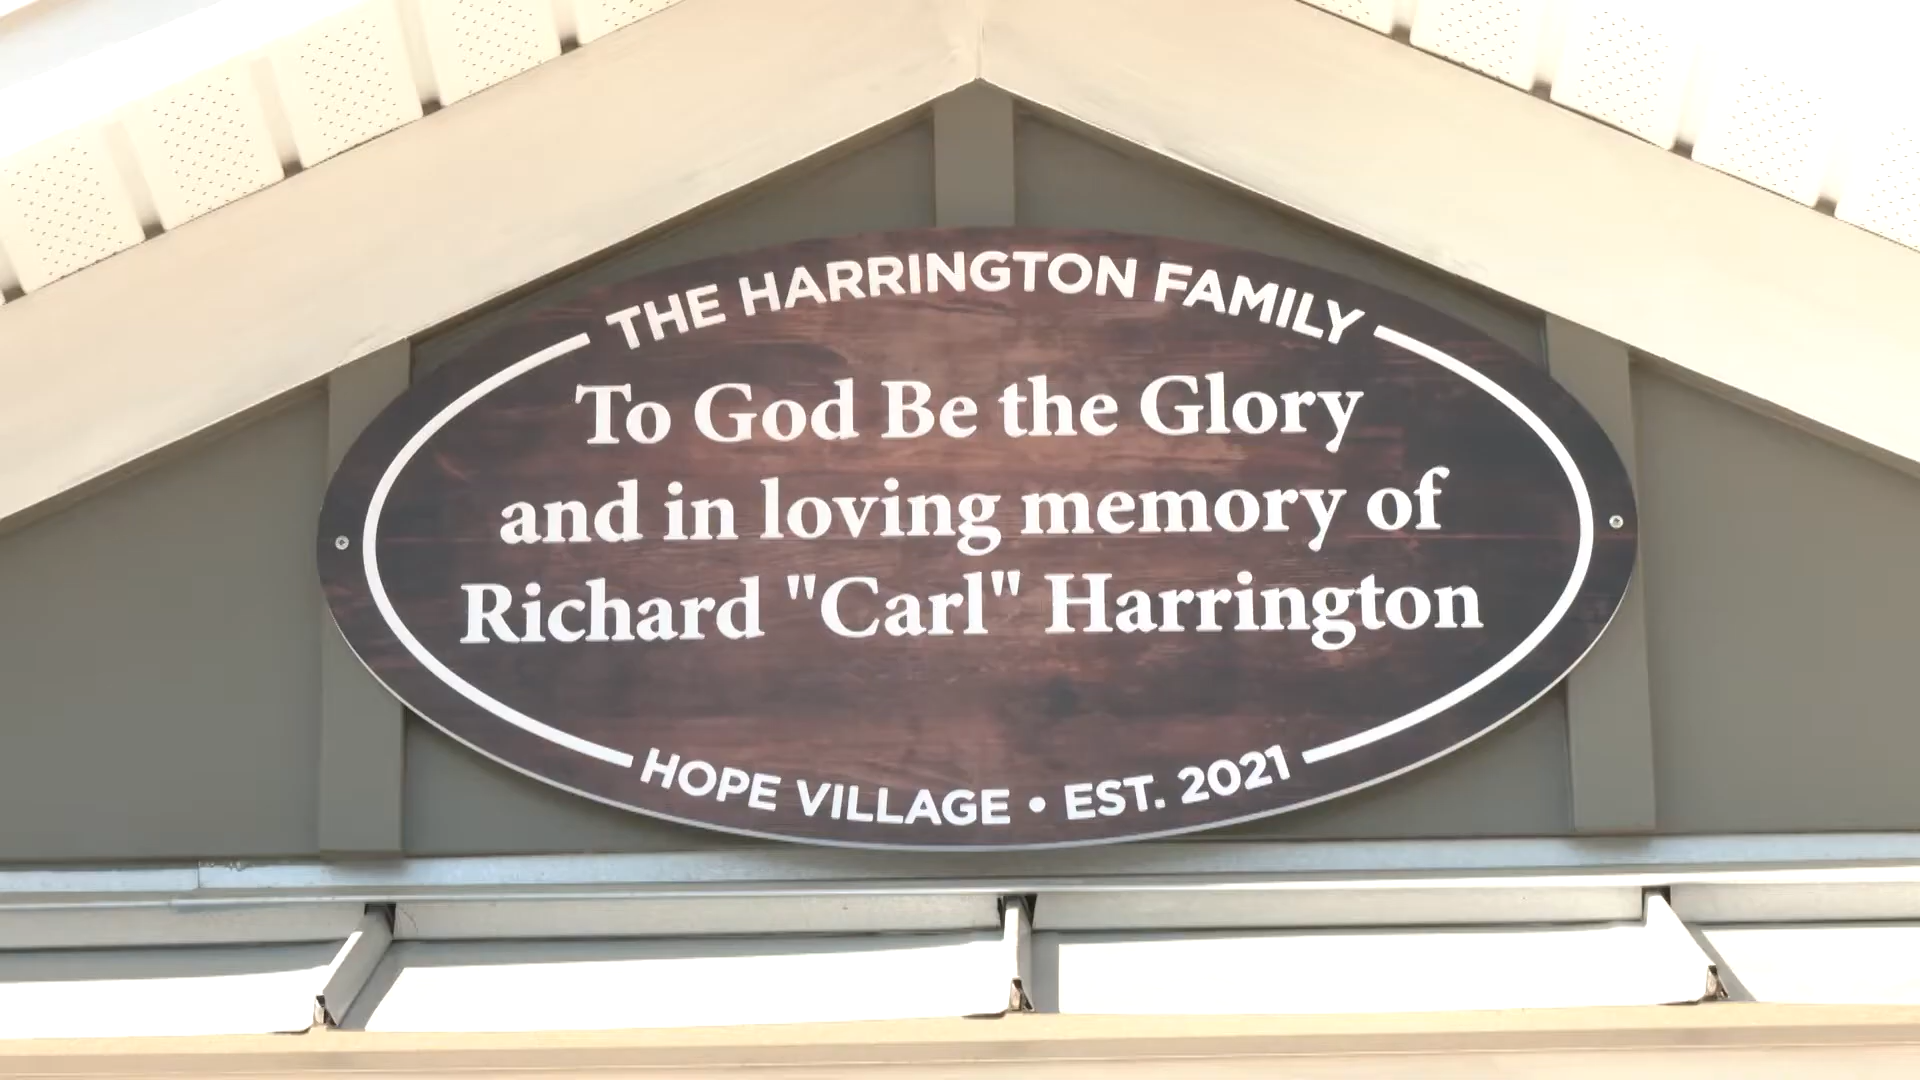 THE HARRINGTON FAMILY
To God Be the Glory
and in loving memory of
Richard "Carl" Harrington
HOPE VILLAGE • EST. 2021